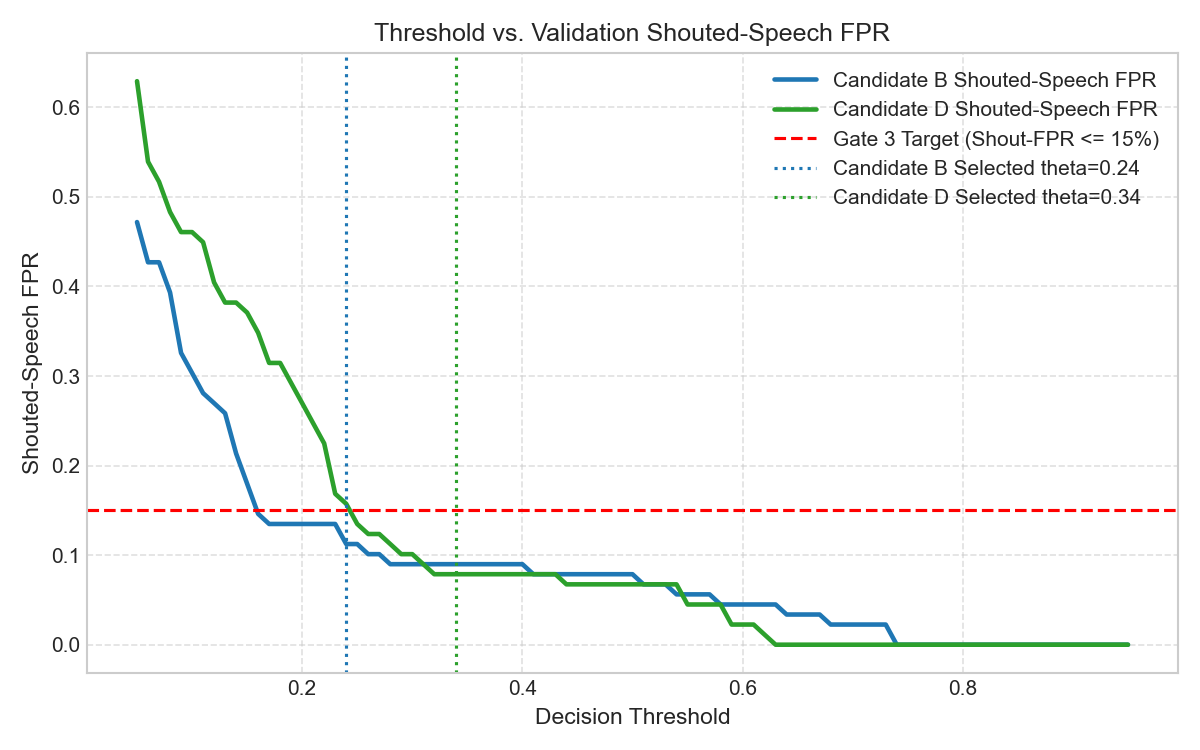 Threshold vs. Validation Shouted-Speech FPR
Candidate B Shouted-Speech FPR
Candidate D Shouted-Speech FPR
Gate 3 Target (Shout-FPR <= 15%)
Candidate B Selected theta=0.24
Candidate D Selected theta=0.34
Shouted-Speech FPR
0.6
0.5
0.4
0.3
0.2
0.1
0.0
0.2
0.4
0.6
0.8
Decision Threshold